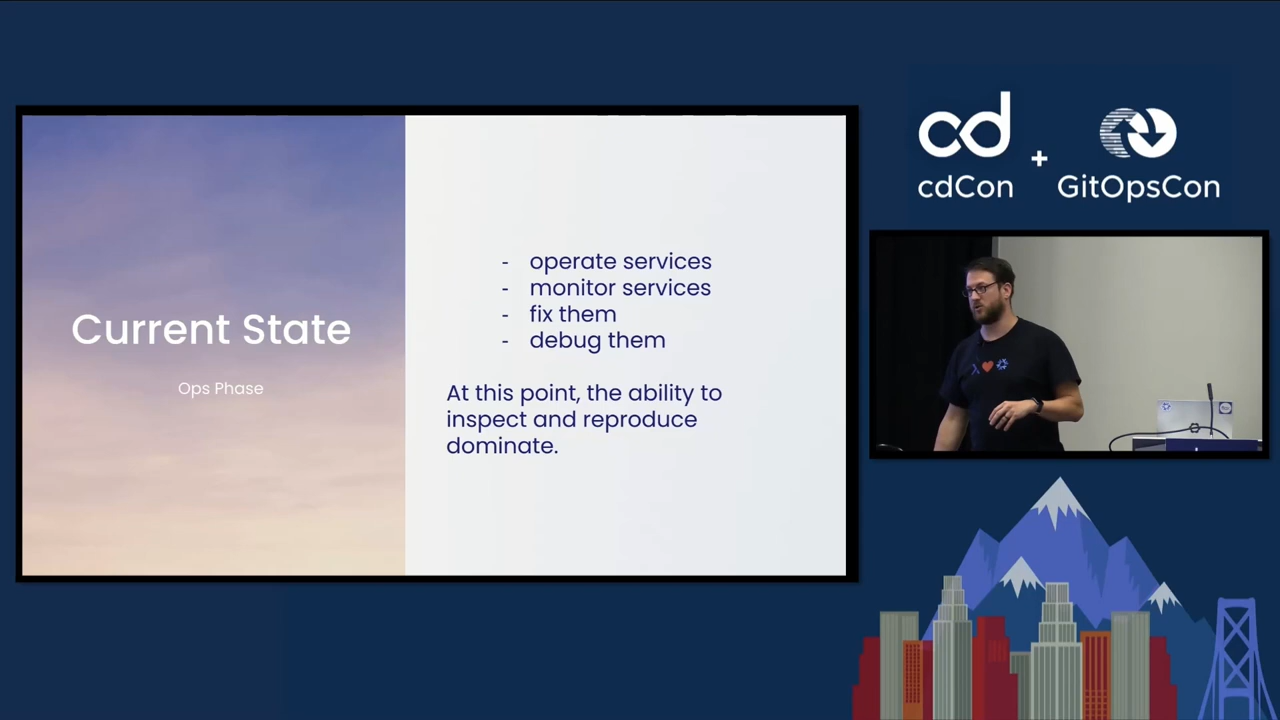 Current State
Ops Phase
- operate services
- monitor services
- fix them
- debug them
At this point, the ability to
inspect and reproduce
dominate.
cd
cdCon
+
GitOpsCon